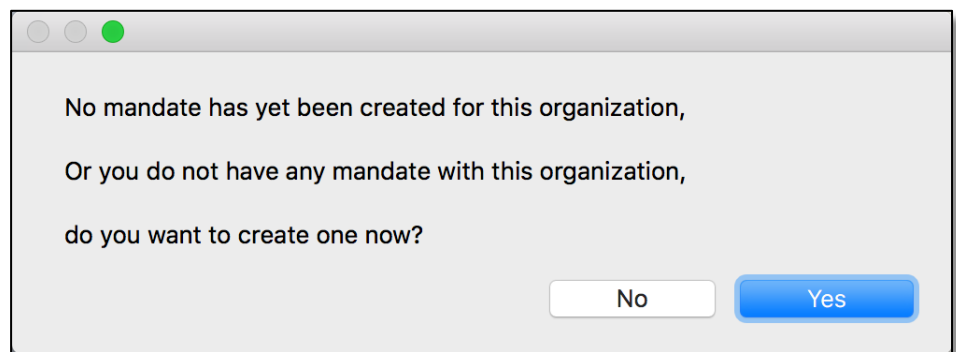 No mandate has yet been created for this organization,
Or you do not have any mandate with this organization,
do you want to create one now?
No
Yes